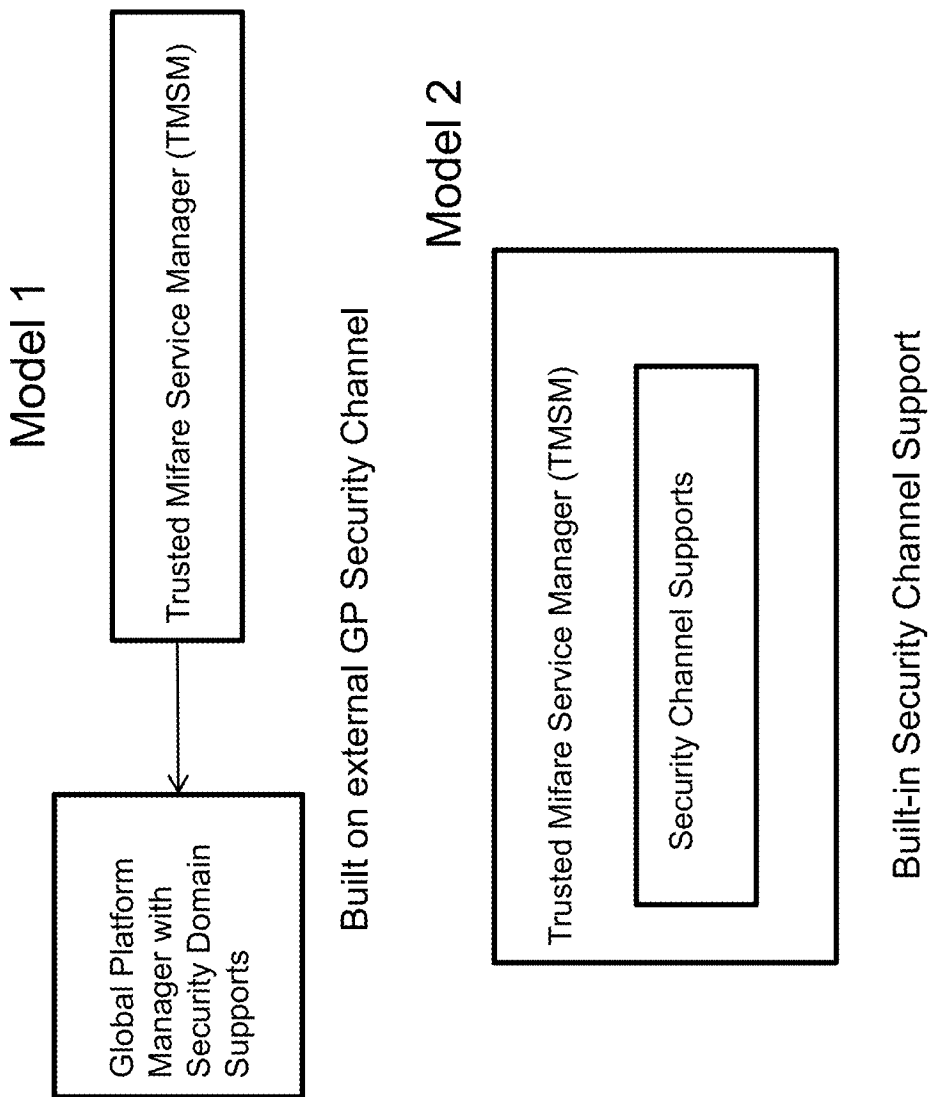 Model 1
Global Platform
Manager with
Security Domain
Supports
Trusted Mifare Service Manager (TMSM)
Built on external GP Security Channel
Model 2
Trusted Mifare Service Manager (TMSM)
Security Channel Supports
Built-in Security Channel Support